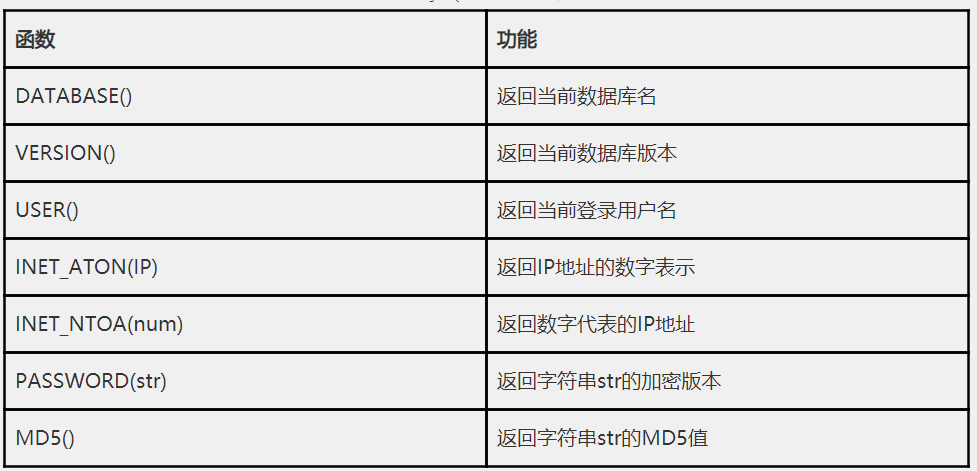 函数 功能
DATABASE() 返回当前数据库名
VERSION() 返回当前数据库版本
USER() 返回当前登录用户名
INET_ATON(IP) 返回IP地址的数字表示
INET_NTOA(num) 返回数字代表的IP地址
PASSWORD(str) 返回字符串str的加密版本
MD5() 返回字符串str的MD5值